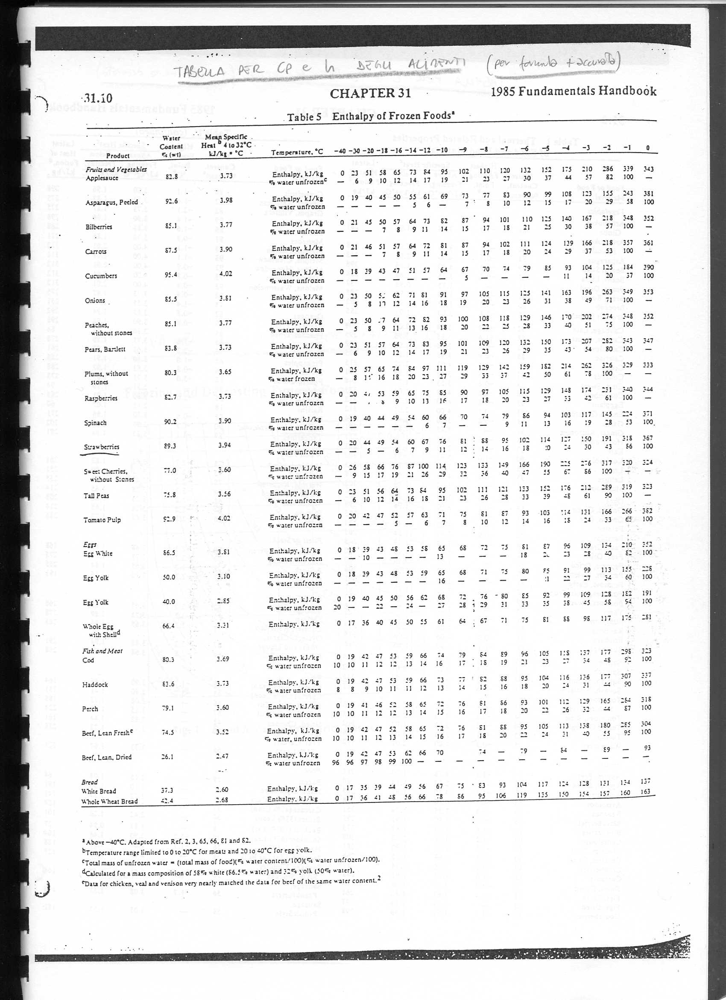 TABELLA PER CP e h DEGLI ALIMENTI (per formula + accurata)
31.10 CHAPTER 31 1985 Fundamentals Handbook
Table 5 Enthalpy of Frozen Foodsᵃ
Product Water Content % (wt) Mean Specific Heat ᵇ 4 to 32°C kJ/kg • °C Temperature, °C −40 −30 −20 −18 −16 −14 −12 −10 −9 −8 −7 −6 −5 −4 −3 −2 −1 0
Fruits and Vegetables
Applesauce 82.8 3.73 Enthalpy, kJ/kg 0 23 51 58 65 73 84 95 102 110 120 132 152 175 210 286 339 343
% water unfrozenᶜ — 6 9 10 12 14 17 19 21 23 27 30 37 44 57 82 100 —
Asparagus, Peeled 92.6 3.98 Enthalpy, kJ/kg 0 19 40 45 50 55 61 69 73 77 83 90 99 108 123 155 243 381
% water unfrozen — — — — — 5 6 — 7 8 10 12 15 17 20 29 58 100
Bilberries 85.1 3.77 Enthalpy, kJ/kg 0 21 45 50 57 64 73 82 87 94 101 110 125 140 167 218 348 352
% water unfrozen — — — 7 8 9 11 14 15 17 18 21 25 30 38 57 100 —
Carrots 87.5 3.90 Enthalpy, kJ/kg 0 21 46 51 57 64 72 81 87 94 102 111 124 139 166 218 357 361
% water unfrozen — — — 7 8 9 11 14 15 17 18 20 24 29 37 53 100 —
Cucumbers 95.4 4.02 Enthalpy, kJ/kg 0 18 39 43 47 51 57 64 67 70 74 79 85 93 104 125 184 390
% water unfrozen — — — — — — — — 5 — — — — 11 14 20 37 100
Onions 85.5 3.81 Enthalpy, kJ/kg 0 23 50 62 71 81 91 97 105 115 125 141 163 196 263 349 353
% water unfrozen — 5 8 10 12 14 16 18 19 20 23 26 31 38 49 71 100 —
Peaches, 85.1 3.77 Enthalpy, kJ/kg 0 23 50 64 72 82 93 100 108 118 129 146 170 202 274 348 352
without stones % water unfrozen — 5 8 9 11 13 16 18 20 22 25 28 33 40 51 75 100 —
Pears, Bartlett 83.8 3.73 Enthalpy, kJ/kg 0 23 51 57 64 73 83 95 101 109 120 132 150 173 207 282 343 347
% water unfrozen — 6 9 10 12 14 17 19 21 23 26 29 35 43 54 80 100 —
Plums, without 80.3 3.65 Enthalpy, kJ/kg 0 25 57 65 74 84 97 111 119 129 142 159 182 214 262 326 329 333
stones % water frozen — 8 16 18 20 23 27 29 33 37 42 50 61 78 100 — —
Raspberries 82.7 3.73 Enthalpy, kJ/kg 0 20 53 59 65 75 85 90 97 105 115 129 148 174 231 340 344
% water unfrozen — — 8 9 10 13 16 17 18 20 23 27 33 42 61 100 —
Spinach 90.2 3.90 Enthalpy, kJ/kg 0 19 40 44 49 54 60 66 70 74 79 86 94 103 117 145 224 371
% water unfrozen — — — — — — 6 7 — — 9 11 13 16 19 28 53 100
Strawberries 89.3 3.94 Enthalpy, kJ/kg 0 20 44 49 54 60 67 76 81 88 95 102 114 127 150 191 318 367
% water unfrozen — — 5 — 6 7 9 11 12 14 16 18 20 24 30 43 86 100
Sweet Cherries, 77.0 3.60 Enthalpy, kJ/kg 0 26 58 66 76 87 100 114 123 133 149 166 190 225 276 317 320 324
without Stones % water unfrozen — 9 15 17 19 21 26 29 32 36 40 47 55 67 86 100 — —
Tall Peas 75.8 3.56 Enthalpy, kJ/kg 0 23 51 56 64 73 84 95 102 111 121 133 152 176 212 289 319 323
% water unfrozen — 6 10 12 14 16 18 21 23 26 28 33 39 48 61 90 100 —
Tomato Pulp 92.9 4.02 Enthalpy, kJ/kg 0 20 42 47 52 57 63 71 75 81 87 93 103 114 131 166 266 382
% water unfrozen — — — — 5 — 6 7 8 10 12 14 16 18 24 33 65 100
Eggs
Egg White 86.5 3.81 Enthalpy, kJ/kg 0 18 39 43 48 53 58 65 68 72 75 81 87 96 109 134 210 352
% water unfrozen — — 10 — — — — 13 — — — 18 23 28 40 82 100
Egg Yolk 50.0 3.10 Enthalpy, kJ/kg 0 18 39 43 48 53 59 65 68 71 75 80 85 91 99 113 155 228
% water unfrozen — — — — — — — 16 — — — — 21 22 27 34 60 100
Egg Yolk 40.0 2.85 Enthalpy, kJ/kg 0 19 40 45 50 56 62 68 72 76 80 85 92 99 109 128 182 191
% water unfrozen 20 — — 22 — 24 — 27 28 29 31 33 35 38 45 58 94 100
Whole Egg 66.4 3.31 Enthalpy, kJ/kg 0 17 36 40 45 50 55 61 64 67 71 75 81 88 98 117 175 281
with Shellᵈ
Fish and Meat
Cod 80.3 3.69 Enthalpy, kJ/kg 0 19 42 47 53 59 66 74 79 84 89 96 105 118 137 177 298 323
% water unfrozen 10 10 11 12 12 13 14 16 17 18 19 21 23 27 34 48 92 100
Haddock 83.6 3.73 Enthalpy, kJ/kg 0 19 42 47 53 59 66 73 77 82 88 95 104 116 136 177 307 337
% water unfrozen 8 8 9 10 11 11 12 13 14 15 16 18 20 24 31 44 90 100
Perch 79.1 3.60 Enthalpy, kJ/kg 0 19 41 46 52 58 65 72 76 81 86 93 101 112 129 165 284 318
% water unfrozen 10 10 11 12 12 13 14 15 16 17 18 20 22 26 32 44 87 100
Beef, Lean Freshᵉ 74.5 3.52 Enthalpy, kJ/kg 0 19 42 47 52 58 65 72 76 81 88 95 105 113 138 180 285 304
% water, unfrozen 10 10 11 12 13 14 15 16 17 18 20 22 24 31 40 55 95 100
Beef, Lean, Dried 26.1 2.47 Enthalpy, kJ/kg 0 19 42 47 53 62 66 70 74 — 79 — 84 — 89 — 93
% water unfrozen 96 96 97 98 99 100 — — — — — — — — — — — —
Bread
White Bread 37.3 2.60 Enthalpy, kJ/kg 0 17 35 39 44 49 56 67 75 83 93 104 117 124 128 131 134 137
Whole Wheat Bread 42.4 2.68 Enthalpy, kJ/kg 0 17 36 41 48 56 66 78 86 95 106 119 135 150 154 157 160 163
ᵃ Above −40°C. Adapted from Ref. 2, 3, 65, 66, 81 and 82.
ᵇTemperature range limited to 0 to 20°C for meats and 20 to 40°C for egg yolk.
ᶜTotal mass of unfrozen water = (total mass of food)(% water content/100)(% water unfrozen/100).
ᵈCalculated for a mass composition of 58% white (86.5% water) and 32% yolk (50% water).
ᵉData for chicken, veal and venison very nearly matched the data for beef of the same water content.²